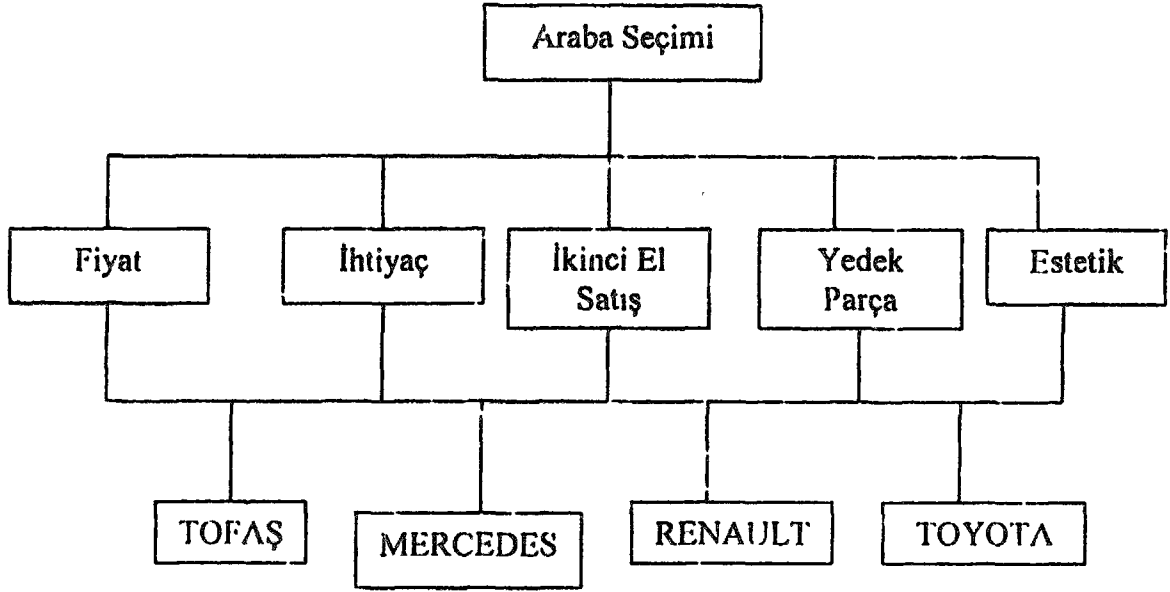 Araba Seçimi
Fiyat
İhtiyaç
İkinci El
Satış
Yedek
Parça
Estetik
TOFAŞ
MERCEDES
RENAULT
TOYOTA